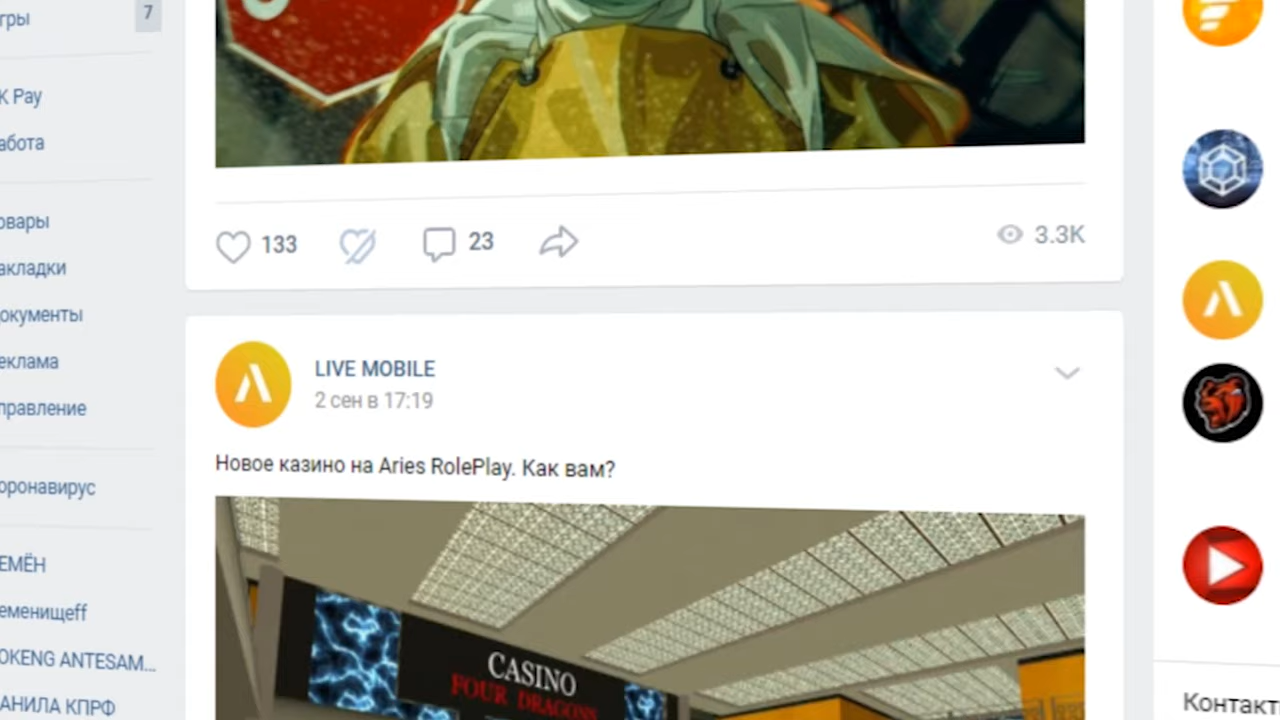 гры
7
K Pay
абота
овары
акладки
окументы
еклама
правление
оронавирус
ЕМЁН
еменищеff
OKENG ANTESAM...
АНИЛА КПРФ
133
23
3.3K
LIVE MOBILE
2 сен в 17:19
Новое казино на Aries RolePlay. Как вам?
CASINO
FOUR DRAGONS
Контакт